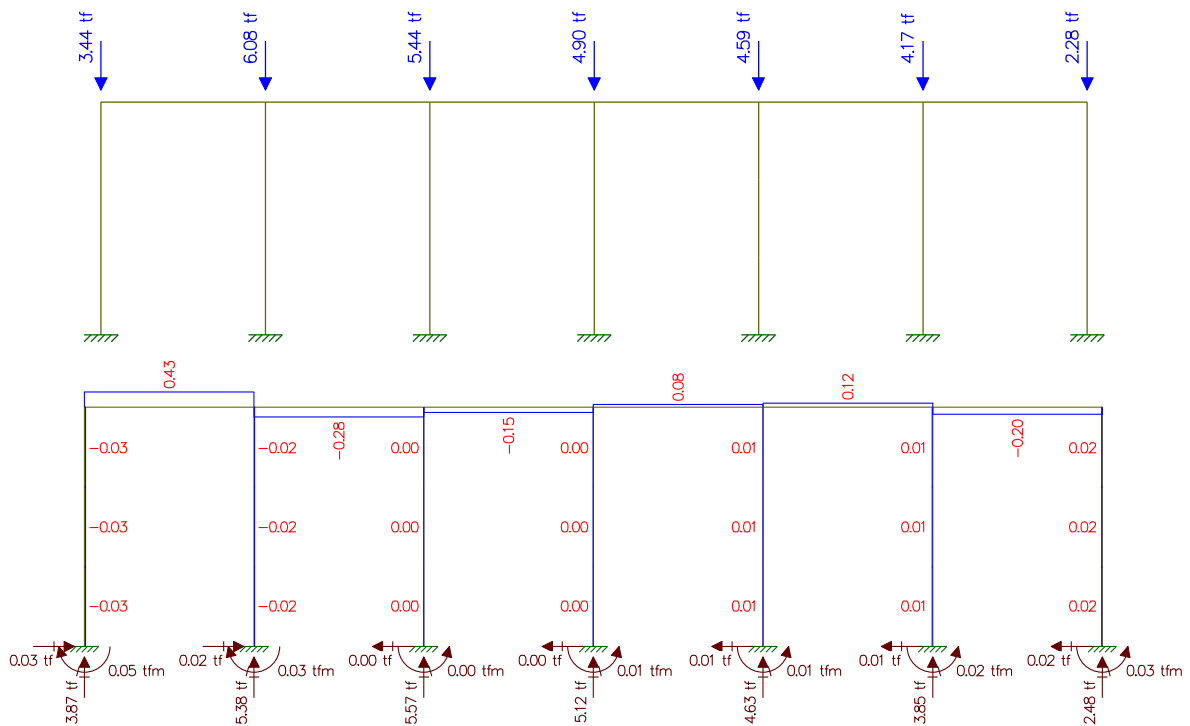 3.44 tf
6.08 tf
5.44 tf
4.90 tf
4.59 tf
4.17 tf
2.28 tf
0.43
-0.28
-0.15
0.08
0.12
-0.20
-0.03
-0.02
0.00
0.00
0.01
0.01
0.02
-0.03
-0.02
0.00
0.00
0.01
0.01
0.02
-0.03
-0.02
0.00
0.00
0.01
0.01
0.02
0.03 tf
0.05 tfm
0.02 tf
0.03 tfm
0.00 tf
0.00 tfm
0.00 tf
0.01 tfm
0.01 tf
0.01 tfm
0.01 tf
0.02 tfm
0.02 tf
0.03 tfm
3.87 tf
5.38 tf
5.57 tf
5.12 tf
4.63 tf
3.85 tf
2.48 tf